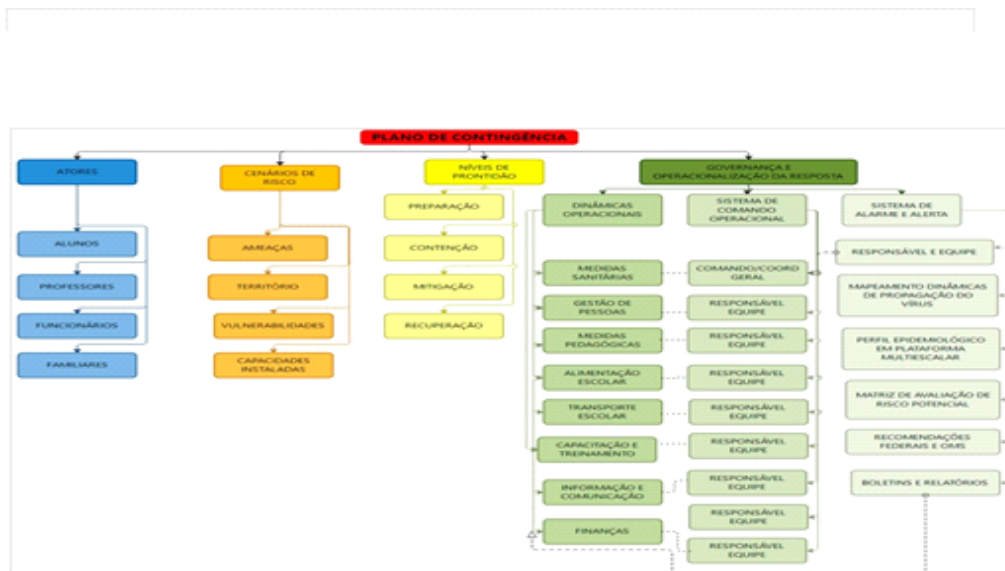 PLANO DE CONTINGÊNCIA
ATORES
ALUNOS
PROFESSORES
FUNCIONÁRIOS
FAMILIARES
CENÁRIOS DE
RISCO
AMEAÇAS
TERRITÓRIO
VULNERABILIDADES
CAPACIDADES
INSTALADAS
NÍVEIS DE
PRONTIDÃO
PREPARAÇÃO
CONTENÇÃO
MITIGAÇÃO
RECUPERAÇÃO
GOVERNANÇA E
OPERACIONALIZAÇÃO DA RESPOSTA
DINÂMICAS
OPERACIONAIS
MEDIDAS
SANITÁRIAS
GESTÃO DE
PESSOAS
MEDIDAS
PEDAGÓGICAS
ALIMENTAÇÃO
ESCOLAR
TRANSPORTE
ESCOLAR
CAPACITAÇÃO E
TREINAMENTO
INFORMAÇÃO E
COMUNICAÇÃO
FINANÇAS
SISTEMA DE
COMANDO
OPERACIONAL
COMANDO/COORD
GERAL
RESPONSÁVEL
EQUIPE
RESPONSÁVEL
EQUIPE
RESPONSÁVEL
EQUIPE
RESPONSÁVEL
EQUIPE
RESPONSÁVEL
EQUIPE
RESPONSÁVEL
EQUIPE
RESPONSÁVEL
EQUIPE
RESPONSÁVEL
EQUIPE
SISTEMA DE
ALARME E ALERTA
RESPONSÁVEL E EQUIPE
MAPEAMENTO DINÂMICAS
DE PROPAGAÇÃO DO
VÍRUS
PERFIL EPIDEMIOLÓGICO
EM PLATAFORMA
MULTIESCALAR
MATRIZ DE AVALIAÇÃO DE
RISCO POTENCIAL
RECOMENDAÇÕES
FEDERAIS E OMS
BOLETINS E RELATÓRIOS